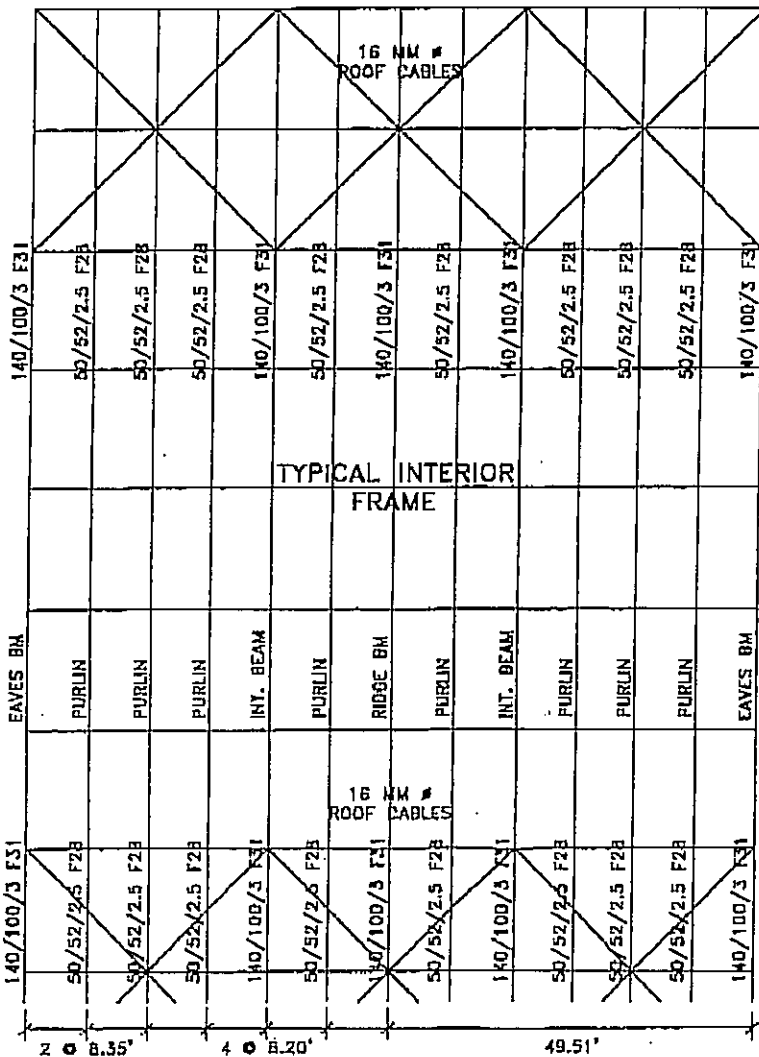 16 MM ø
ROOF CABLES
140/100/3 F31
50/52/2.5 F28
50/52/2.5 F28
50/52/2.5 F28
140/100/3 F31
50/52/2.5 F28
140/100/3 F31
50/52/2.5 F28
140/100/3 F31
50/52/2.5 F28
50/52/2.5 F28
50/52/2.5 F28
140/100/3 F31
TYPICAL INTERIOR
FRAME
EAVES BM
PURLIN
PURLIN
PURLIN
INT. BEAM
PURLIN
RIDGE BM
PURLIN
INT. BEAM
PURLIN
PURLIN
PURLIN
EAVES BM
16 MM ø
ROOF CABLES
140/100/3 F31
50/52/2.5 F28
50/52/2.5 F28
50/52/2.5 F28
140/100/3 F31
50/52/2.5 F28
140/100/3 F31
50/52/2.5 F28
140/100/3 F31
50/52/2.5 F28
50/52/2.5 F28
50/52/2.5 F28
140/100/3 F31
2 @ 8.35' 4 @ 8.20' 49.51'